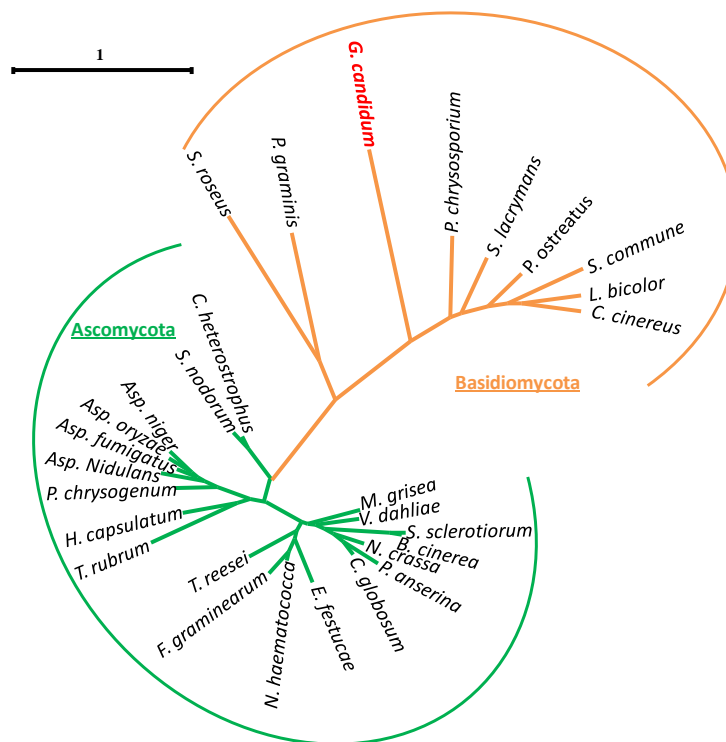 1
G. candidum
S. roseus
P. graminis
P. chrysosporium
S. lacrymans
P. ostreatus
S. commune
L. bicolor
C. cinereus
Basidiomycota
Ascomycota
C. heterostrophus
S. nodorum
Asp. niger
Asp. oryzae
Asp. fumigatus
Asp. Nidulans
P. chrysogenum
H. capsulatum
T. rubrum
T. reesei
F. graminearum
N. haematococca
E. festucae
C. globosum
P. anserina
N. crassa
B. cinerea
S. sclerotiorum
V. dahliae
M. grisea